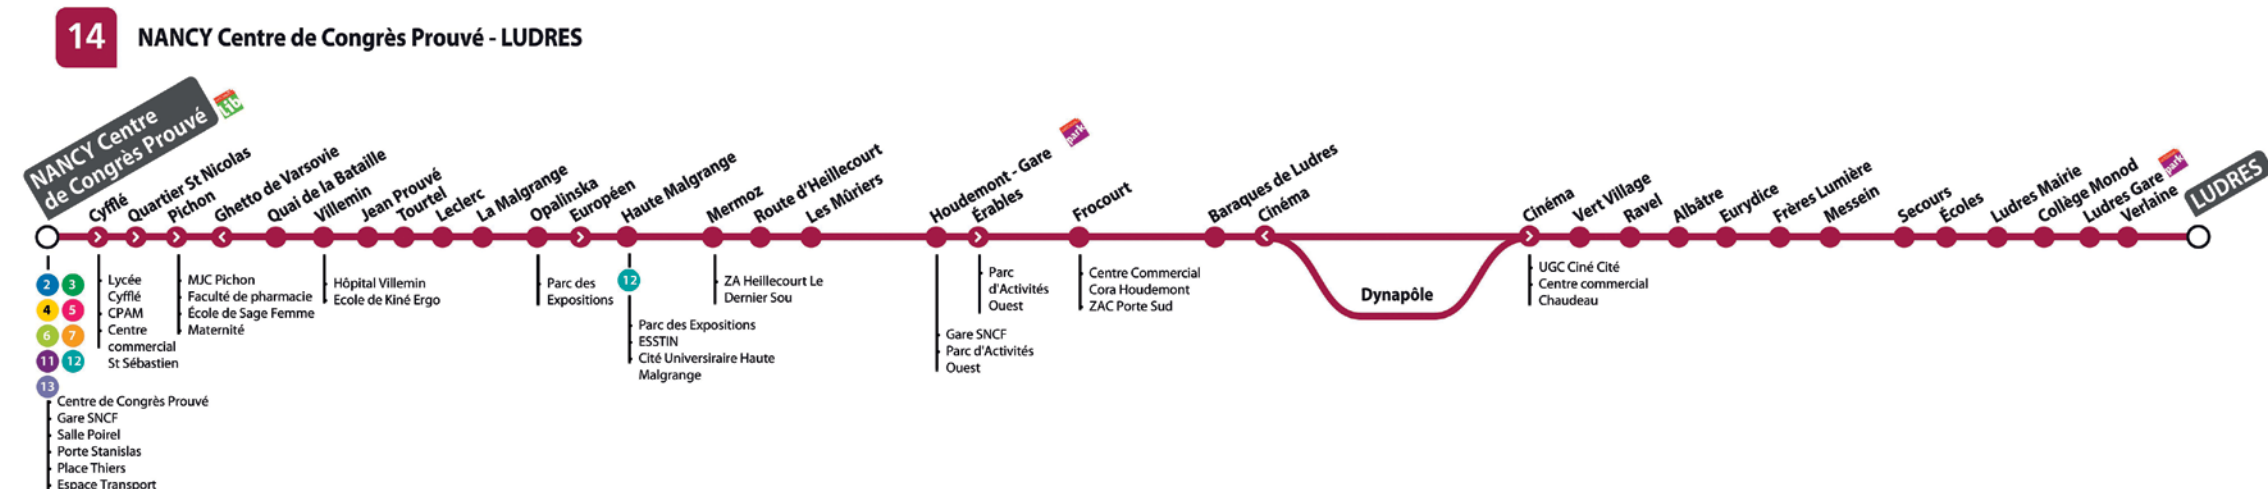 14 NANCY Centre de Congrès Prouvé - LUDRES
NANCY Centre
de Congrès Prouvé
Lib
Cyfflé
Quartier St Nicolas
Pichon
Ghetto de Varsovie
Quai de la Bataille
Villemin
Jean Prouvé
Tourtel
Leclerc
La Malgrange
Opalinska
Européen
Haute Malgrange
Mermoz
Route d'Heillecourt
Les Mûriers
Houdemont - Gare
park
Érables
Frocourt
Baraques de Ludres
Cinéma
Cinéma
Vert Village
Ravel
Albâtre
Eurydice
Frères Lumière
Messein
Secours
Écoles
Ludres Mairie
Collège Monod
Ludres Gare
park
Verlaine
LUDRES
2 3
4 5
6 7
11 12
13
Centre de Congrès Prouvé
Gare SNCF
Salle Poirel
Porte Stanislas
Place Thiers
Espace Transport
Lycée
Cyfflé
CPAM
Centre
commercial
St Sébastien
MJC Pichon
Faculté de pharmacie
École de Sage Femme
Maternité
Hôpital Villemin
Ecole de Kiné Ergo
Parc des
Expositions
12
Parc des Expositions
ESSTIN
Cité Universiraire Haute
Malgrange
ZA Heillecourt Le
Dernier Sou
Gare SNCF
Parc d'Activités
Ouest
Parc
d'Activités
Ouest
Centre Commercial
Cora Houdemont
ZAC Porte Sud
Dynapôle
UGC Ciné Cité
Centre commercial
Chaudeau